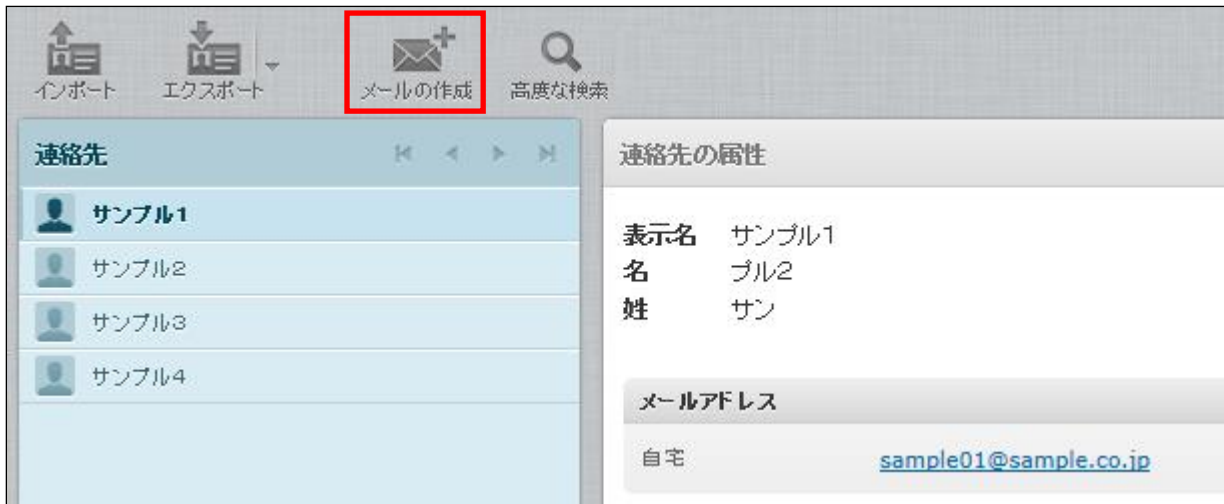 インポート エクスポート メールの作成 高度な検索
連絡先
サンプル1
サンプル2
サンプル3
サンプル4
連絡先の属性
表示名 サンプル1
名 プル2
姓 サン
メールアドレス
自宅 sample01@sample.co.jp